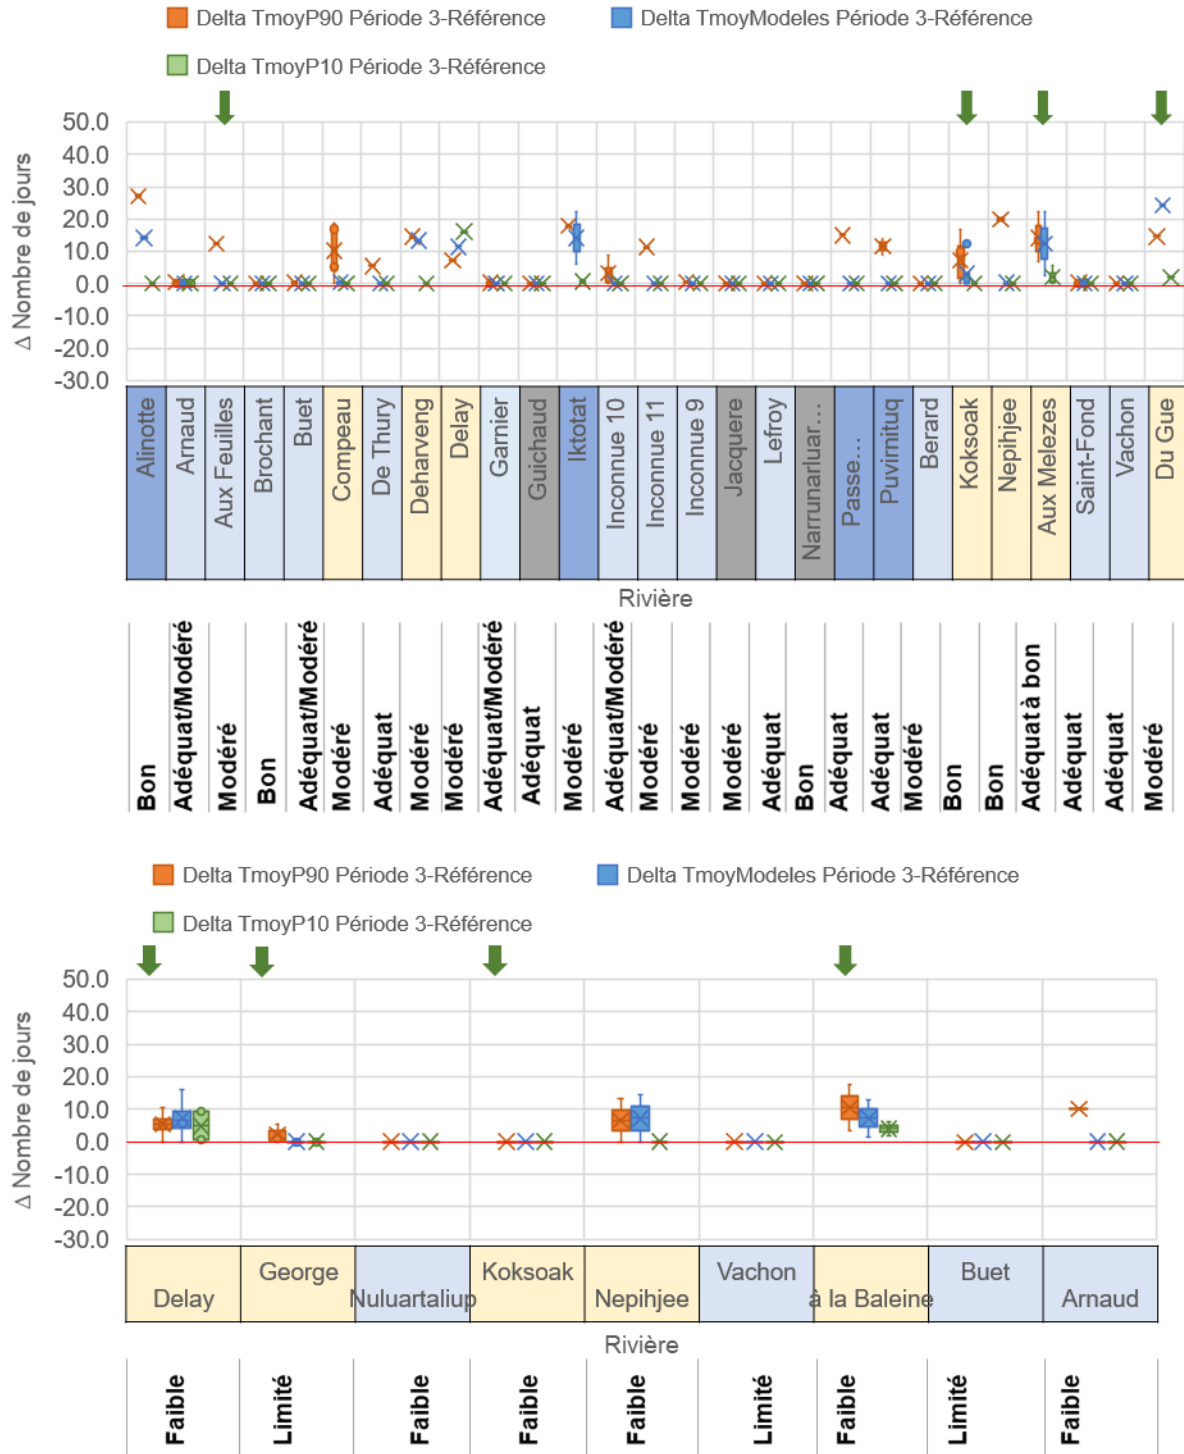 Delta TmoyP90 Période 3-Référence
Delta TmoyModeles Période 3-Référence
Delta TmoyP10 Période 3-Référence
50.0
40.0
30.0
20.0
10.0
0.0
-10.0
-20.0
-30.0
Δ Nombre de jours
Alinotte
Arnaud
Aux Feuilles
Brochant
Buet
Compeau
De Thury
Deharveng
Delay
Garnier
Guichaud
Iktotat
Inconnue 10
Inconnue 11
Inconnue 9
Jacquere
Lefroy
Narrunarluar...
Passe...
Puvirnituq
Berard
Koksoak
Nepihjee
Aux Melezes
Saint-Fond
Vachon
Du Gue
Rivière
Bon
Adéquat/Modéré
Modéré
Bon
Adéquat/Modéré
Modéré
Adéquat
Modéré
Modéré
Adéquat/Modéré
Adéquat
Modéré
Adéquat/Modéré
Modéré
Adéquat
Modéré
Adéquat
Bon
Adéquat
Adéquat
Modéré
Bon
Bon
Adéquat à bon
Adéquat
Adéquat
Modéré
Delta TmoyP90 Période 3-Référence
Delta TmoyModeles Période 3-Référence
Delta TmoyP10 Période 3-Référence
50.0
40.0
30.0
20.0
10.0
0.0
-10.0
-20.0
-30.0
Δ Nombre de jours
Delay
George
Nuluartaliup
Koksoak
Nepihjee
Vachon
à la Baleine
Buet
Arnaud
Rivière
Faible
Limité
Faible
Faible
Faible
Limité
Faible
Limité
Faible